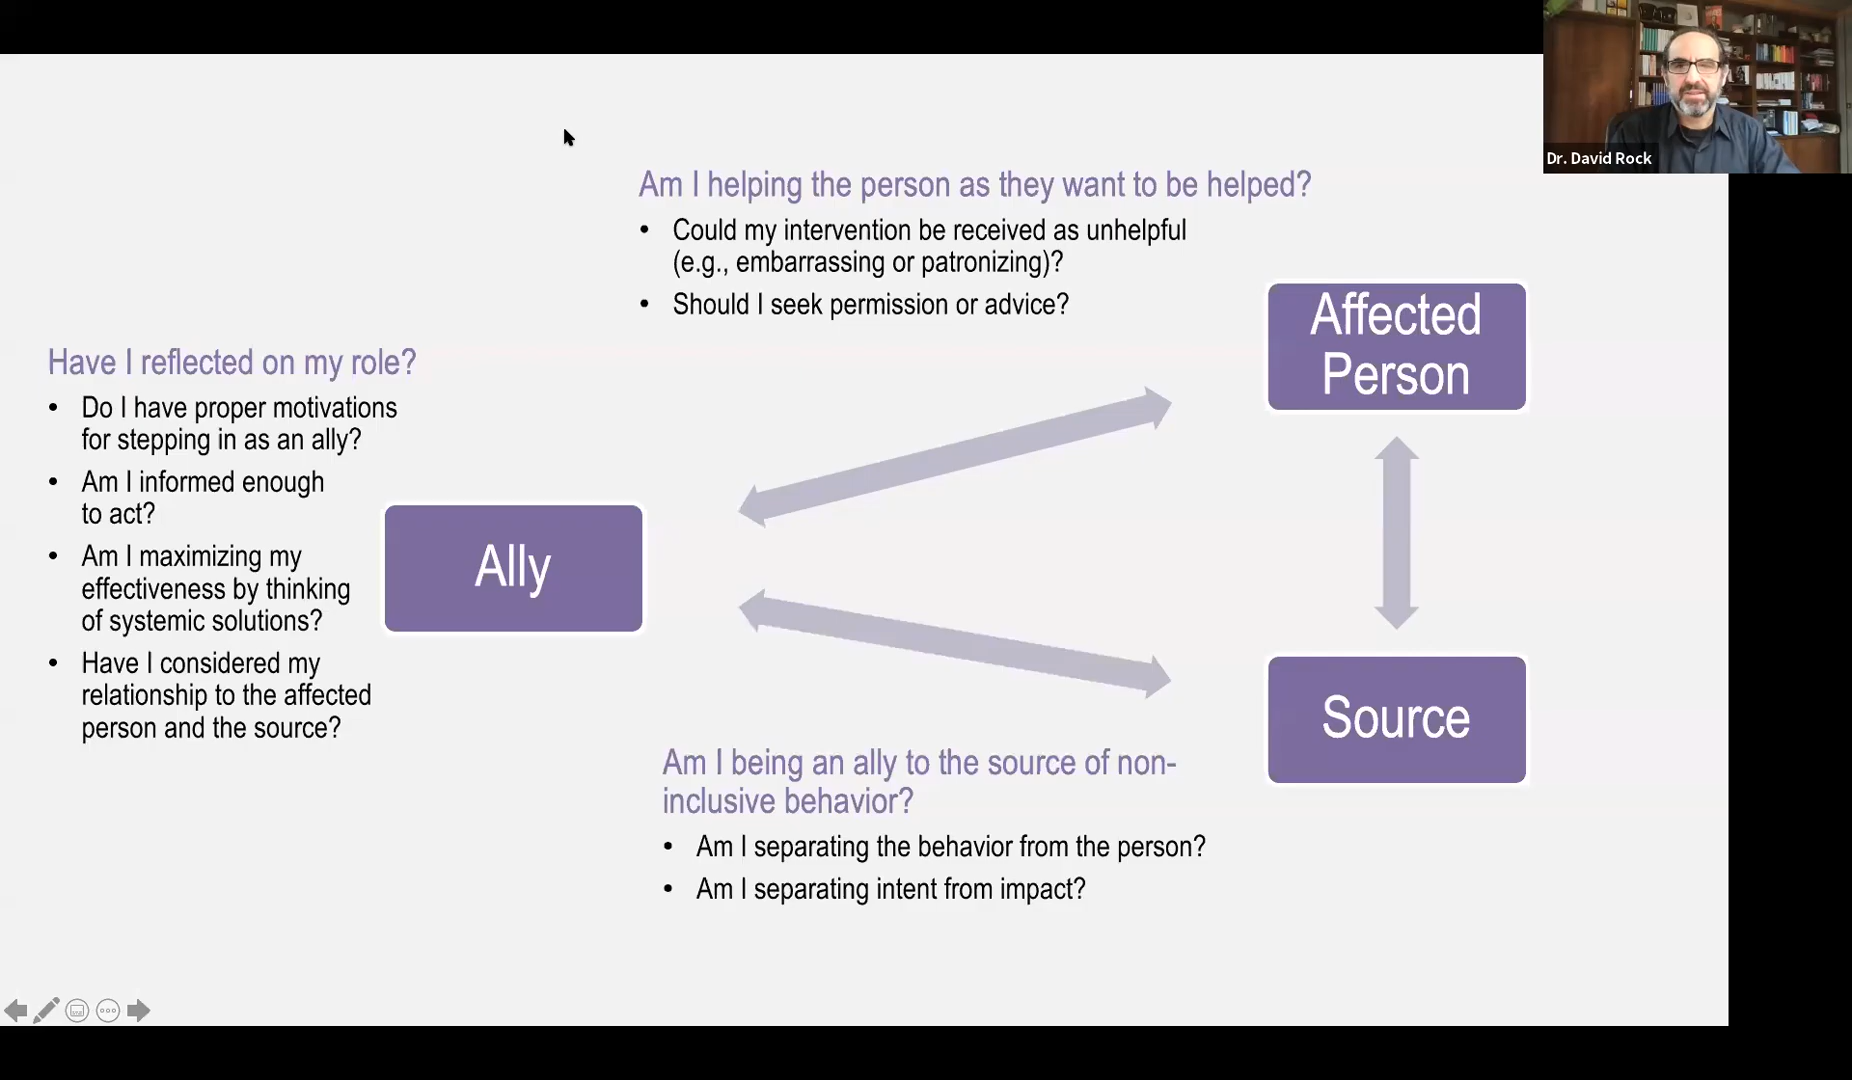 Dr. David Rock
Am I helping the person as they want to be helped?
• Could my intervention be received as unhelpful
(e.g., embarrassing or patronizing)?
• Should I seek permission or advice?
Affected
Person
Have I reflected on my role?
• Do I have proper motivations
for stepping in as an ally?
• Am I informed enough
to act?
• Am I maximizing my
effectiveness by thinking
of systemic solutions?
• Have I considered my
relationship to the affected
person and the source?
Ally
Source
Am I being an ally to the source of non-
inclusive behavior?
• Am I separating the behavior from the person?
• Am I separating intent from impact?